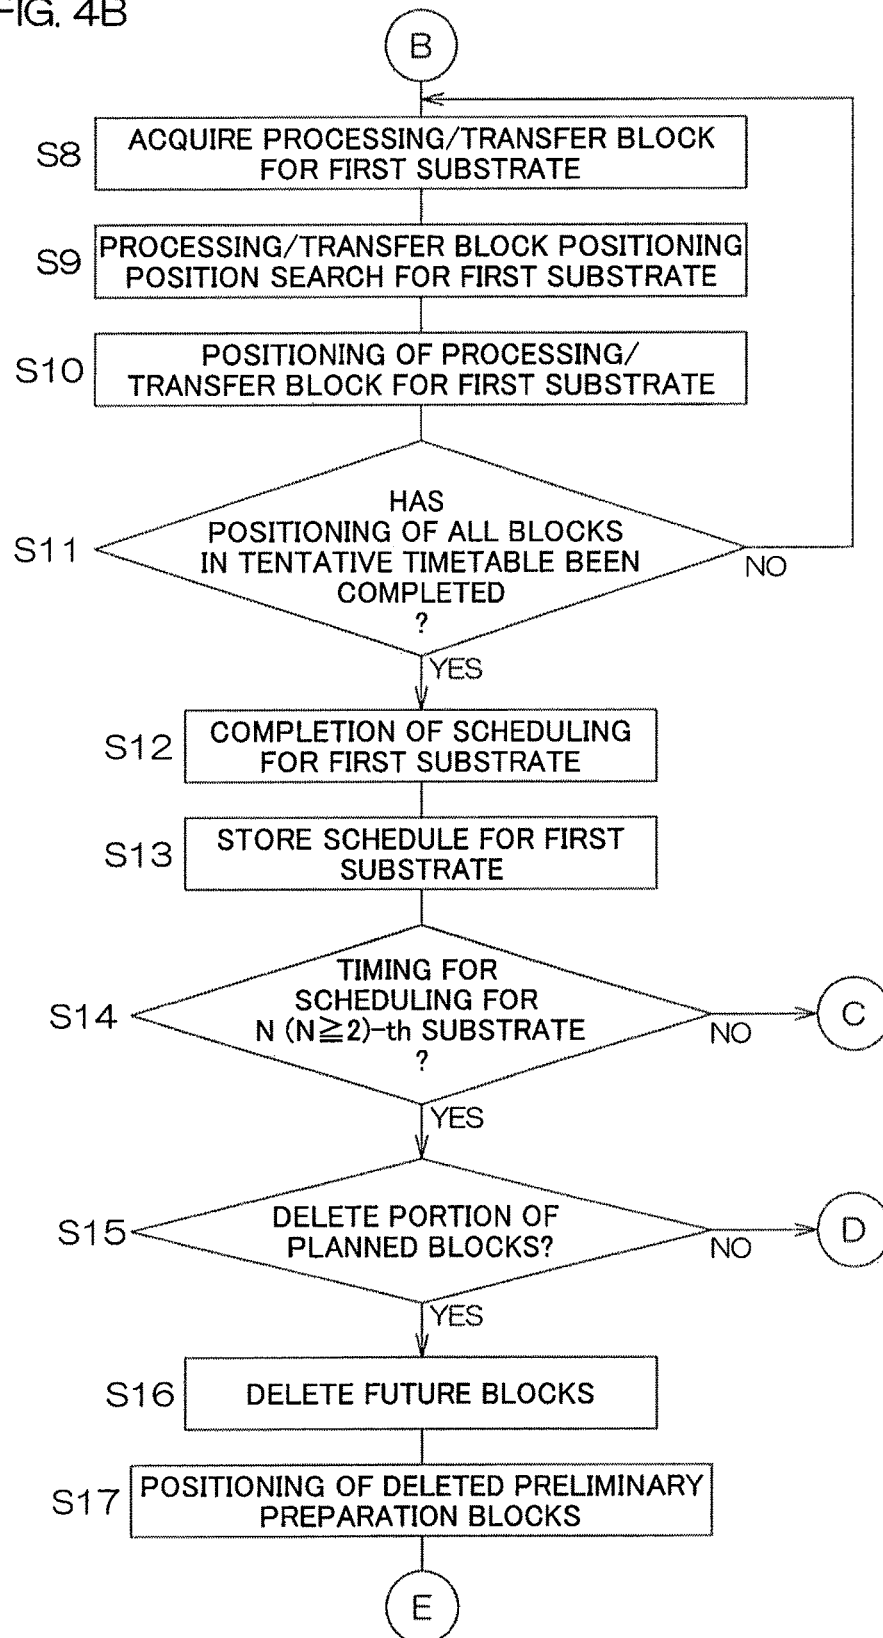 FIG. 4B
B
S8
ACQUIRE PROCESSING/TRANSFER BLOCK
FOR FIRST SUBSTRATE
S9
PROCESSING/TRANSFER BLOCK POSITIONING
POSITION SEARCH FOR FIRST SUBSTRATE
S10
POSITIONING OF PROCESSING/
TRANSFER BLOCK FOR FIRST SUBSTRATE
S11
HAS
POSITIONING OF ALL BLOCKS
IN TENTATIVE TIMETABLE BEEN
COMPLETED
?
NO
YES
S12
COMPLETION OF SCHEDULING
FOR FIRST SUBSTRATE
S13
STORE SCHEDULE FOR FIRST
SUBSTRATE
S14
TIMING FOR
SCHEDULING FOR
N (N≧2)-th SUBSTRATE
?
NO
C
YES
S15
DELETE PORTION OF
PLANNED BLOCKS?
NO
D
YES
S16
DELETE FUTURE BLOCKS
S17
POSITIONING OF DELETED PRELIMINARY
PREPARATION BLOCKS
E